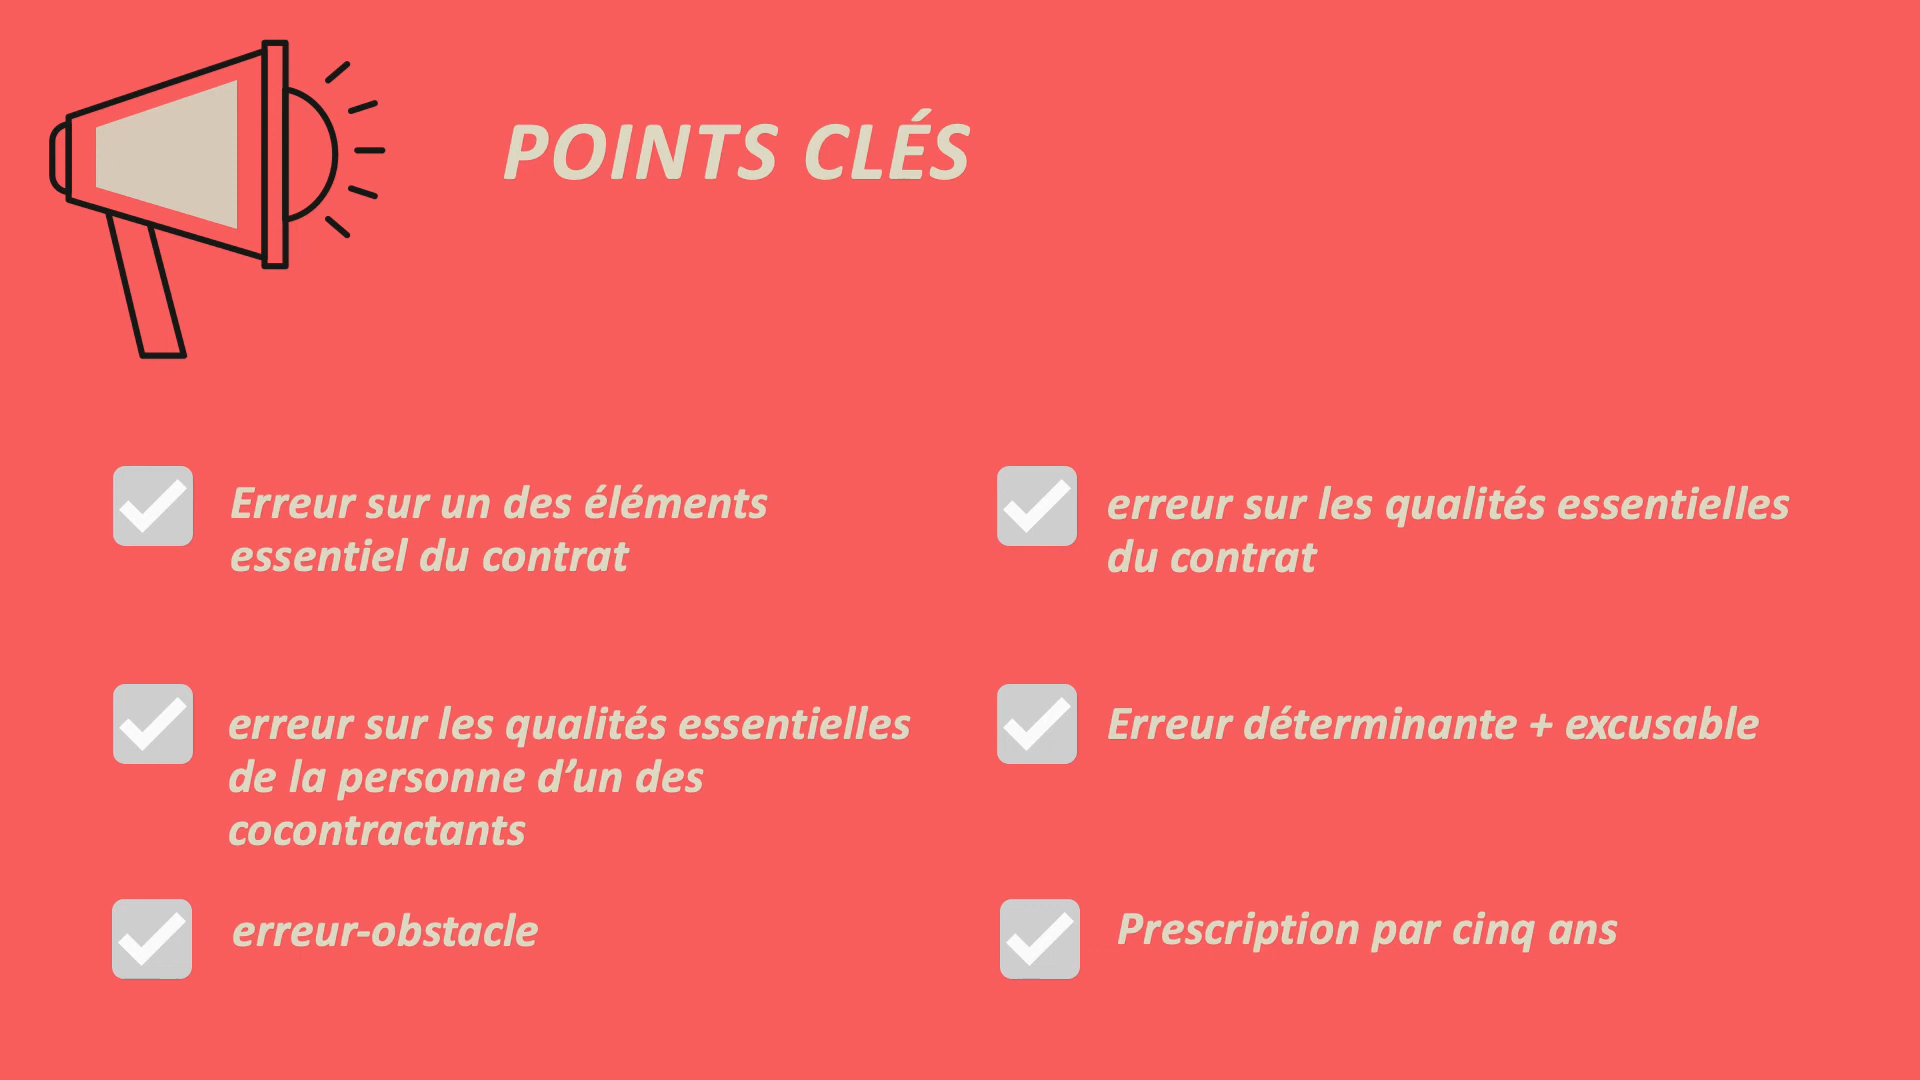 POINTS CLÉS
Erreur sur un des éléments
essentiel du contrat
erreur sur les qualités essentielles
du contrat
erreur sur les qualités essentielles
de la personne d’un des
cocontractants
Erreur déterminante + excusable
erreur-obstacle
Prescription par cinq ans